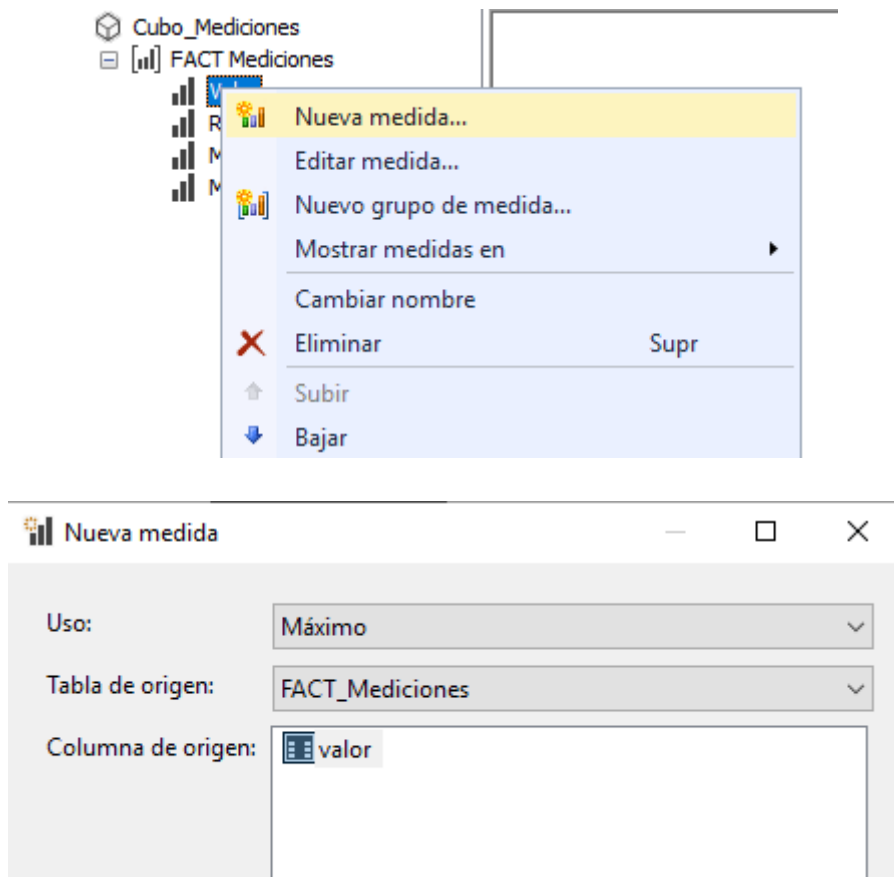 Cubo_Mediciones
FACT Mediciones
Nueva medida...
Editar medida...
Nuevo grupo de medida...
Mostrar medidas en
Cambiar nombre
Eliminar Supr
Subir
Bajar
Nueva medida
Uso: Máximo
Tabla de origen: FACT_Mediciones
Columna de origen: valor